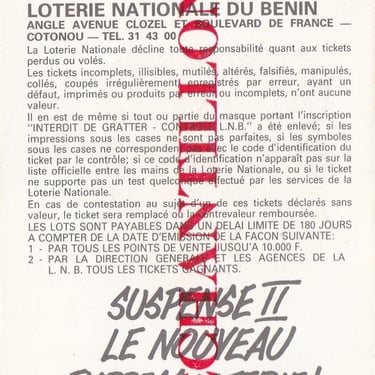 LOTERIE NATIONALE DU BENIN
ANGLE AVENUE CLOZEL ET BOULEVARD DE FRANCE —
COTONOU — TEL. 31 43 00
La Loterie Nationale décline toute responsabilité quant aux tickets
perdus ou volés.
Les tickets incomplets, illisibles, mutilés, altérés, falsifiés, manipulés,
collés, coupés irrégulièrement, enregistrés par erreur, ayant un
défaut, imprimés ou produits par erreur ou incomplets, n'ont aucune
valeur.
Il en est de même si tout ou partie du masque portant l'inscription
"INTERDIT DE GRATTER - CONTROLE L.N.B." a été enlevé; si les
impressions sous les cases ne sont pas parfaites, si les symboles
sous les cases ne correspondent pas avec le code d'identification du
ticket par le contrôle; si ce code d'identification n'apparaît pas sur la
liste officielle entre les mains de la Loterie Nationale, ou si le ticket
ne supporte pas un test quelconque effectué par les services de la
Loterie Nationale.
En cas de contestation au sujet d'un de ces tickets déclarés sans
valeur, le ticket sera remplacé ou la contrevaleur remboursée.
LES LOTS SONT PAYABLES DANS UN DELAI LIMITE DE 180 JOURS
A COMPTER DE LA DATE D'EMISSION DE LA FAÇON SUIVANTE:
1 - PAR TOUS LES POINTS DE VENTE JUSQU'A 10.000 F.
2 - PAR LA DIRECTION GENERALE ET LES AGENCES DE LA
L. N. B. TOUS LES TICKETS GAGNANTS.
SUSPENSE II
LE NOUVEAU
ECHANTILLON